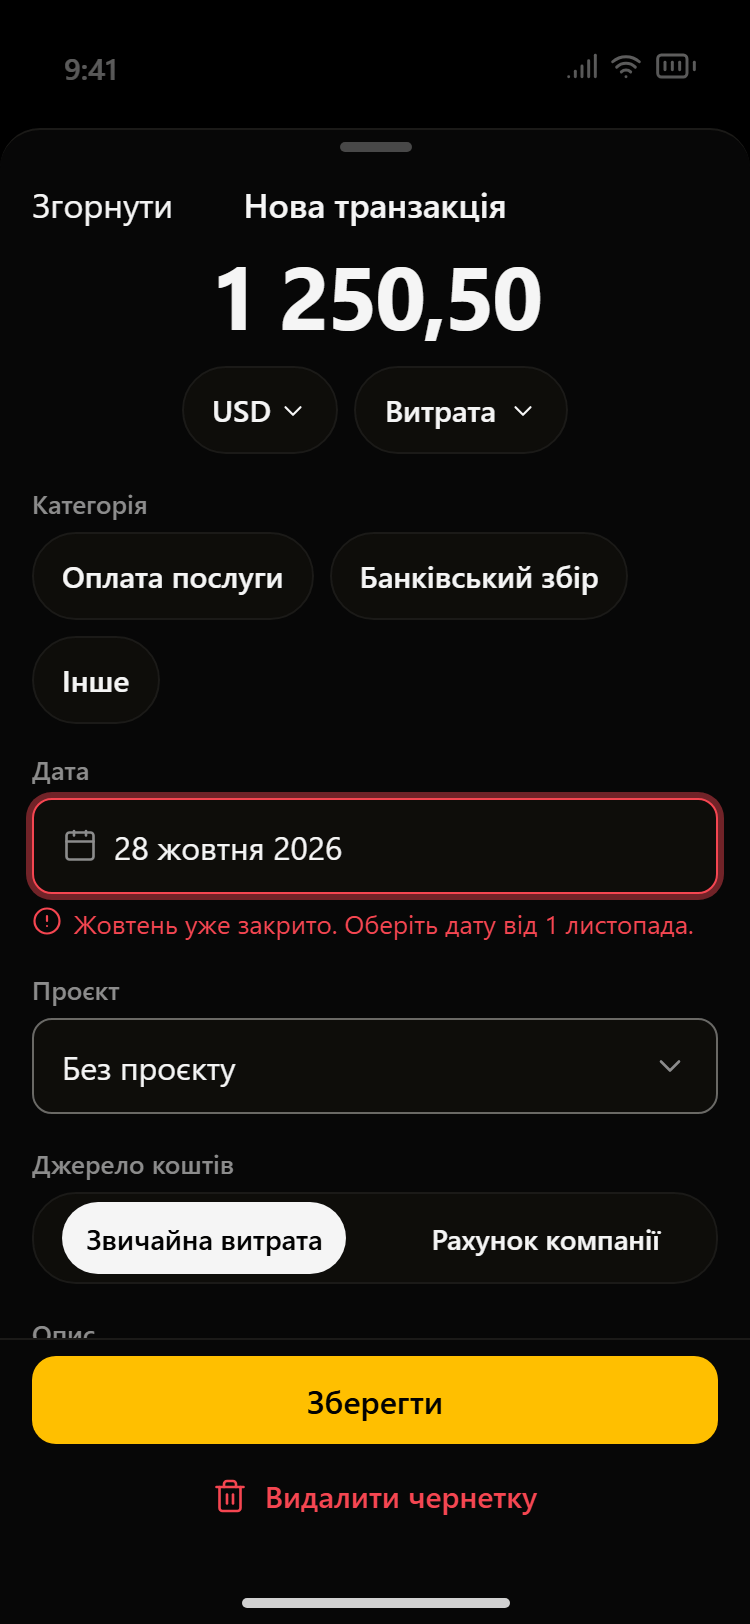 9:41
Згорнути
Нова транзакція
1 250,50
USD
Витрата
Категорія
Оплата послуги
Банківський збір
Інше
Дата
28 жовтня 2026
Жовтень уже закрито. Оберіть дату від 1 листопада.
Проєкт
Без проєкту
Джерело коштів
Звичайна витрата
Рахунок компанії
Опис
Зберегти
Видалити чернетку